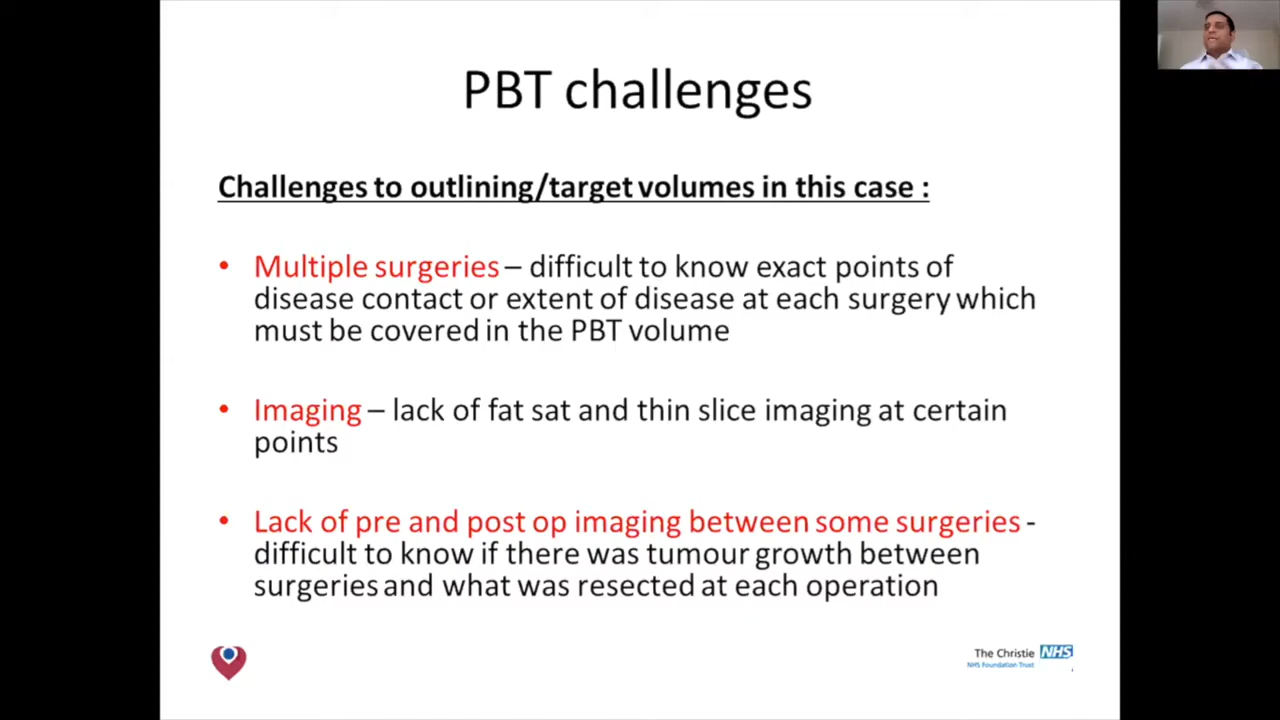 PBT challenges
Challenges to outlining/target volumes in this case :
• Multiple surgeries – difficult to know exact points of
disease contact or extent of disease at each surgery which
must be covered in the PBT volume
• Imaging – lack of fat sat and thin slice imaging at certain
points
• Lack of pre and post op imaging between some surgeries -
difficult to know if there was tumour growth between
surgeries and what was resected at each operation
The Christie NHS
NHS Foundation Trust